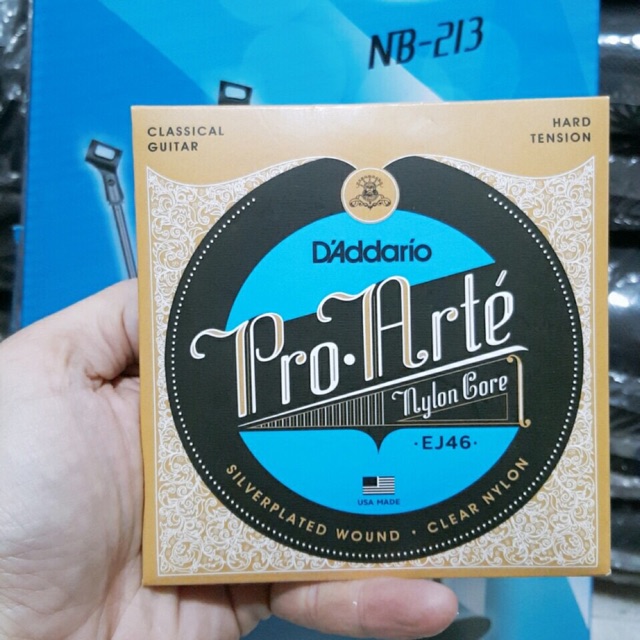 NB-213
CLASSICAL
GUITAR
HARD
TENSION
D'Addario
Pro·Arté
Nylon Core
·EJ46·
USA MADE
SILVERPLATED WOUND · CLEAR NYLON